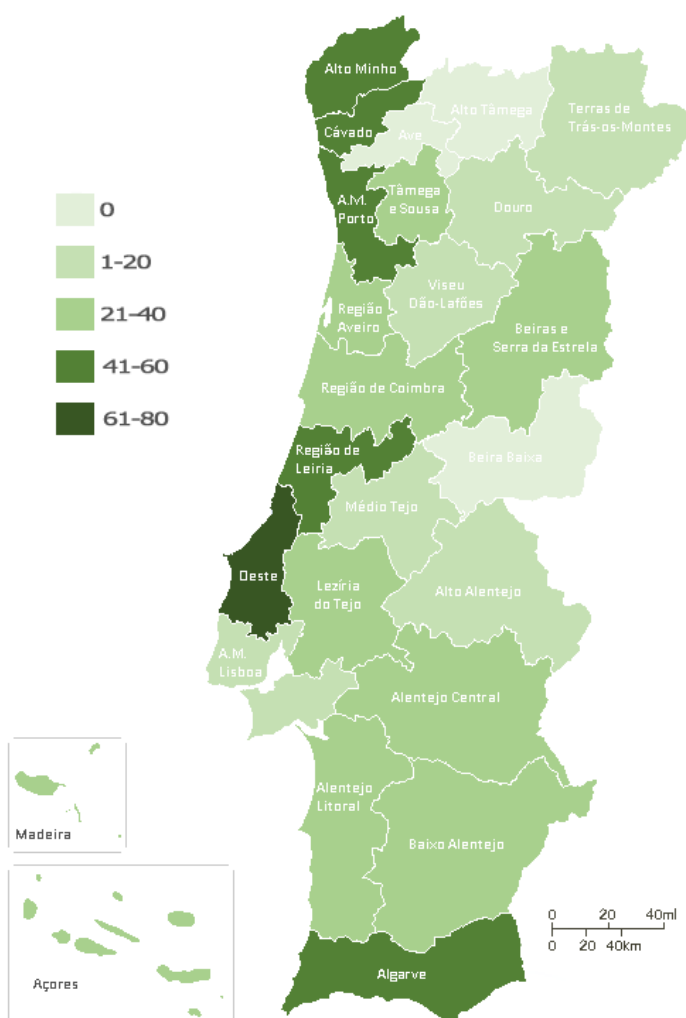 Alto Minho
Alto Tâmega
Terras de
Trás-os-Montes
Cávado
Ave
Tâmega
e Sousa
A.M.
Porto
Douro
0
1-20
21-40
41-60
61-80
Viseu
Dão-Lafões
Região
Aveiro
Beiras e
Serra da Estrela
Região de Coimbra
Região de
Leiria
Beira Baixa
Médio Tejo
Oeste
Lezíria
do Tejo
Alto Alentejo
A.M.
Lisboa
Alentejo Central
Alentejo
Litoral
Baixo Alentejo
Madeira
Açores
Algarve
0 20 40ml
0 20 40km